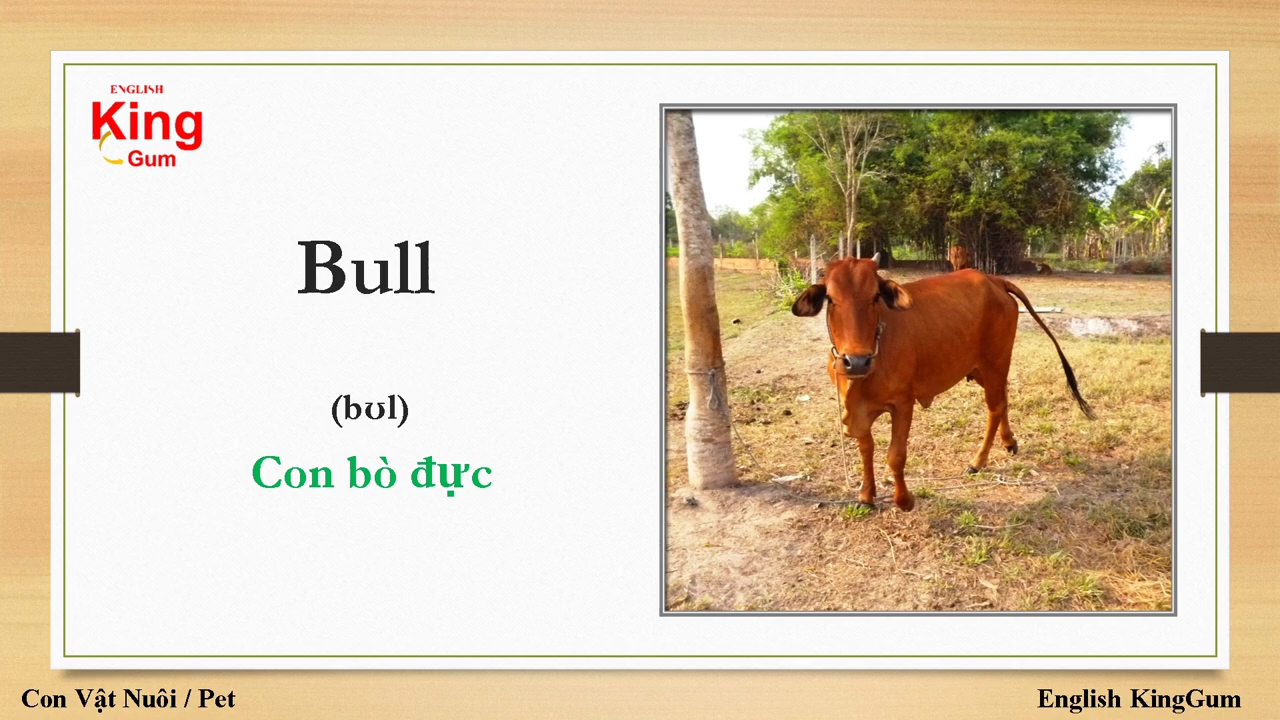 ENGLISH
King
Gum
Bull
(bʊl)
Con bò đực
Con Vật Nuôi / Pet
English KingGum